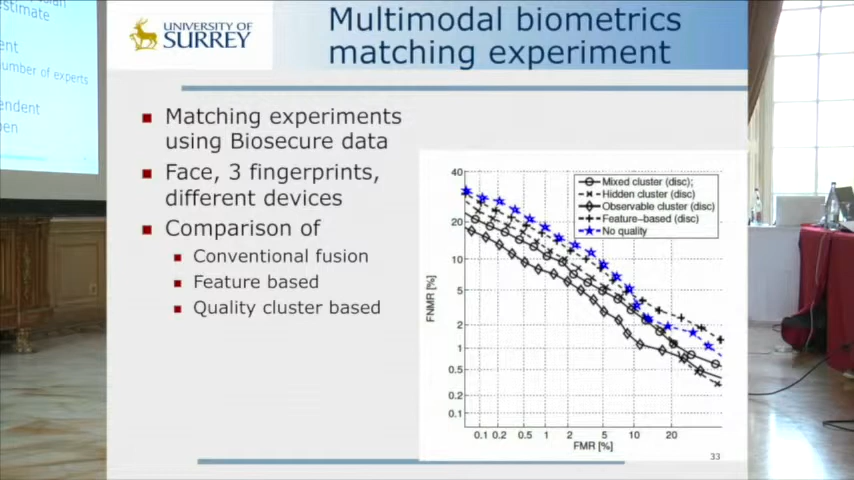 estimate
ent
umber of experts
endent
UNIVERSITY OF
SURREY
Multimodal biometrics
matching experiment
Matching experiments
using Biosecure data
Face, 3 fingerprints,
different devices
Comparison of
Conventional fusion
Feature based
Quality cluster based
Mixed cluster (disc);
Hidden cluster (disc)
Observable cluster (disc)
Feature-based (disc)
No quality
FNMR [%]
40
20
10
5
2
1
0.5
0.2
0.1
0.1 0.2 0.5 1 2 5 10 20
FMR [%]
33